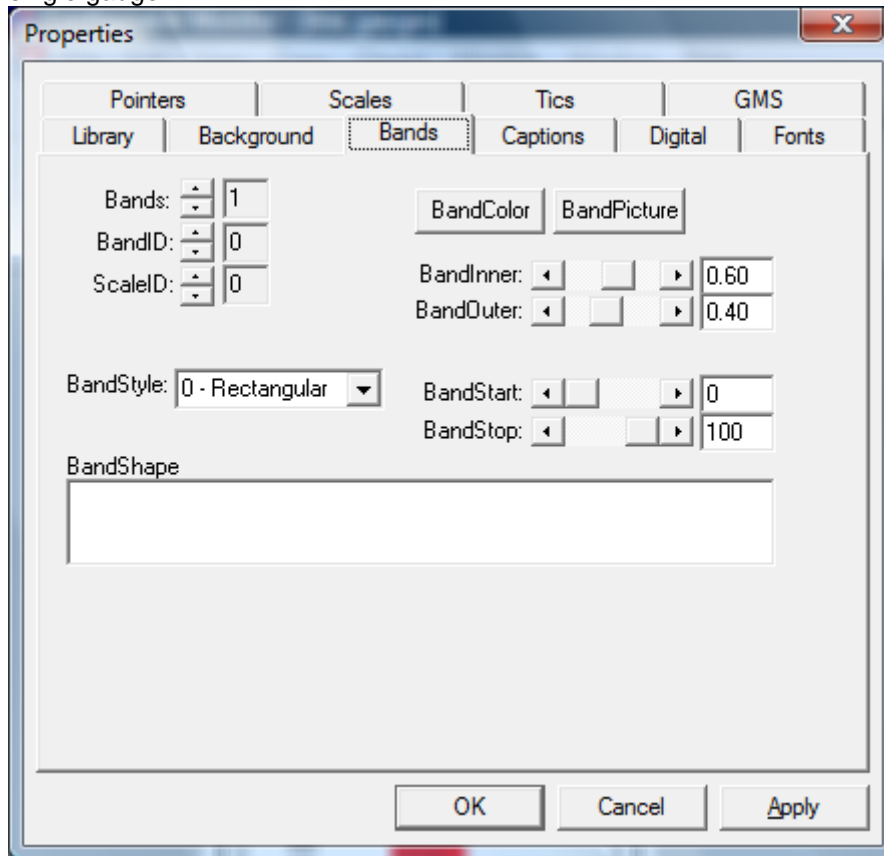 Properties
Pointers Scales Tics GMS
Library Background Bands Captions Digital Fonts
Bands: 1
BandID: 0
ScaleID: 0
BandColor BandPicture
BandInner: 0.60
BandOuter: 0.40
BandStyle: 0 - Rectangular
BandStart: 0
BandStop: 100
BandShape
OK Cancel Apply